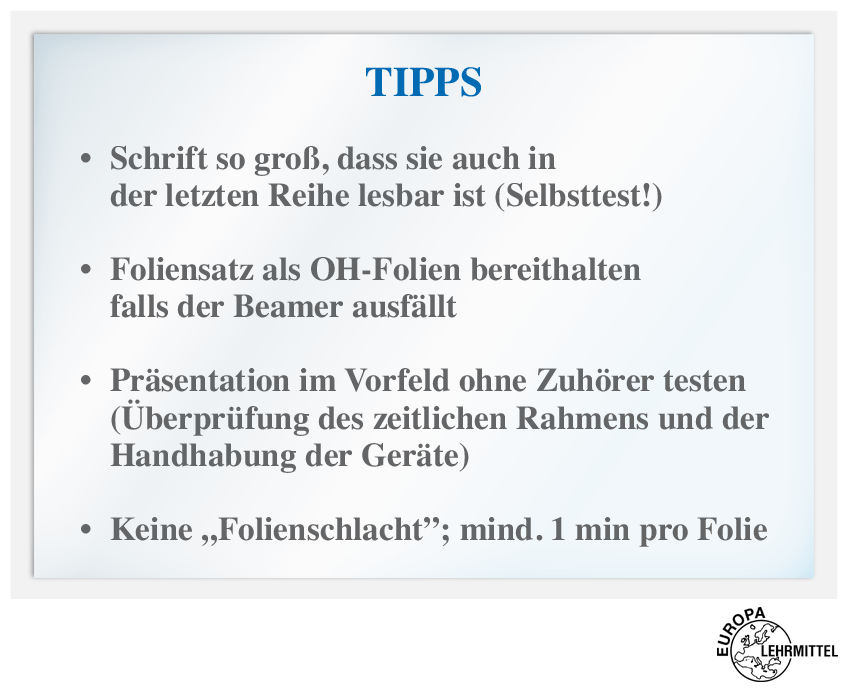 TIPPS
• Schrift so groß, dass sie auch in
der letzten Reihe lesbar ist (Selbsttest!)
• Foliensatz als OH-Folien bereithalten
falls der Beamer ausfällt
• Präsentation im Vorfeld ohne Zuhörer testen
(Überprüfung des zeitlichen Rahmens und der
Handhabung der Geräte)
• Keine „Folienschlacht”; mind. 1 min pro Folie
EUROPA
LEHRMITTEL